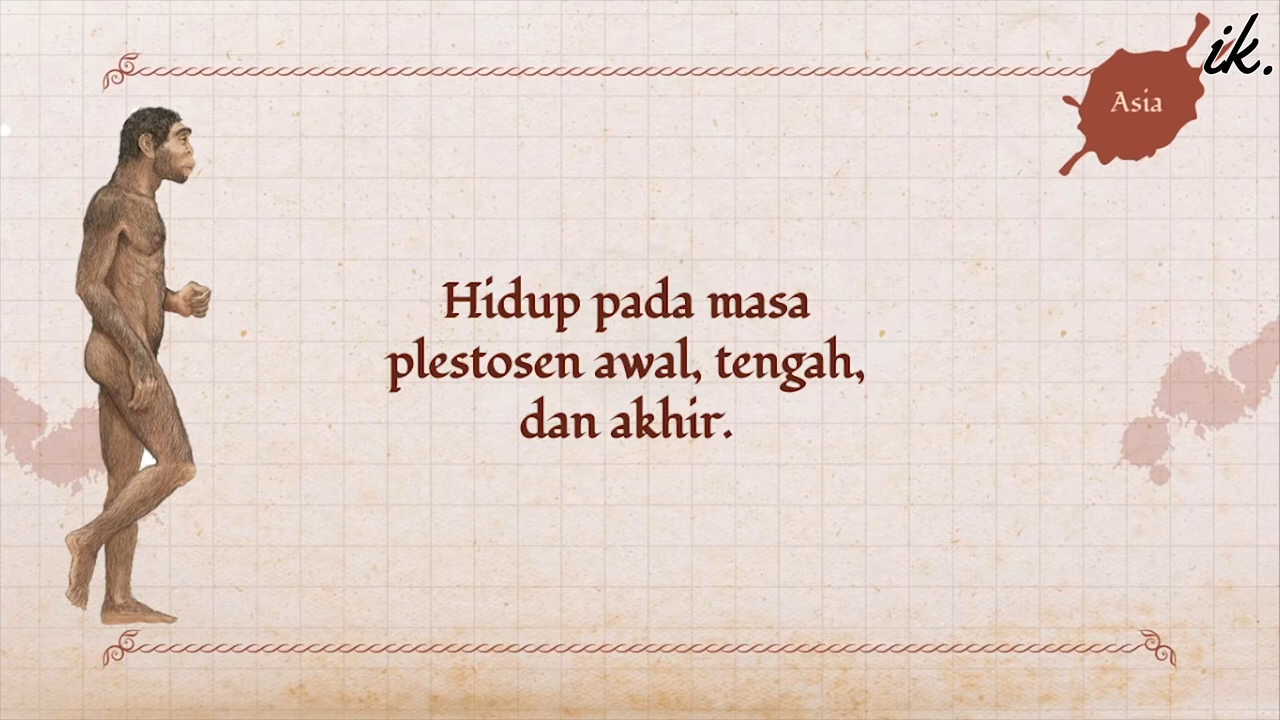 ik.
Asia
Hidup pada masa
plestosen awal, tengah,
dan akhir.